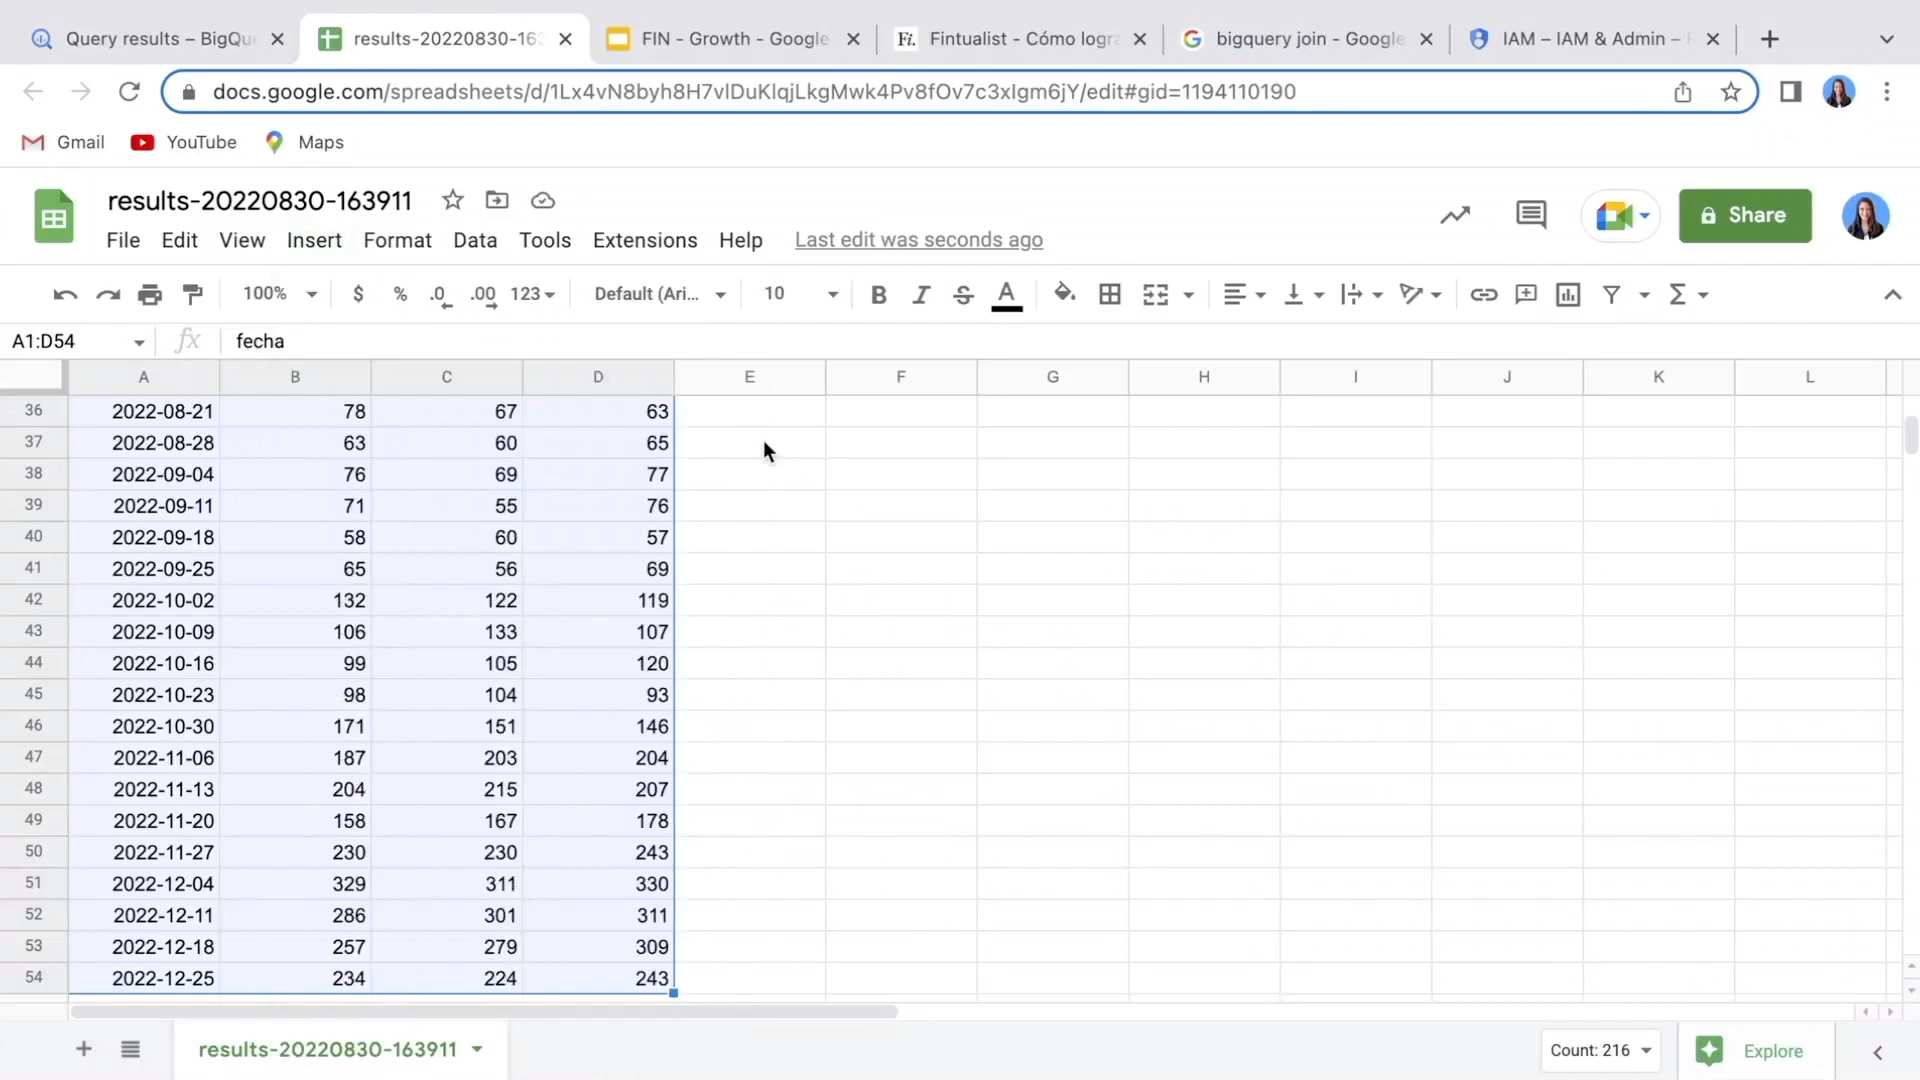 Query results – BigQu
results-20220830-163
FIN - Growth - Google
Fi.
Fintualist - Cómo logra
bigquery join - Google
IAM – IAM & Admin –
docs.google.com/spreadsheets/d/1Lx4vN8byh8H7vlDuKlqjLkgMwk4Pv8fOv7c3xlgm6jY/edit#gid=1194110190
Gmail YouTube Maps
results-20220830-163911
File Edit View Insert Format Data Tools Extensions Help Last edit was seconds ago
Share
100% $ % .0 .00 123 Default (Ari... 10 B I S A
A1:D54 fx fecha
A B C D E F G H I J K L
36 2022-08-21 78 67 63
37 2022-08-28 63 60 65
38 2022-09-04 76 69 77
39 2022-09-11 71 55 76
40 2022-09-18 58 60 57
41 2022-09-25 65 56 69
42 2022-10-02 132 122 119
43 2022-10-09 106 133 107
44 2022-10-16 99 105 120
45 2022-10-23 98 104 93
46 2022-10-30 171 151 146
47 2022-11-06 187 203 204
48 2022-11-13 204 215 207
49 2022-11-20 158 167 178
50 2022-11-27 230 230 243
51 2022-12-04 329 311 330
52 2022-12-11 286 301 311
53 2022-12-18 257 279 309
54 2022-12-25 234 224 243
results-20220830-163911
Count: 216
Explore